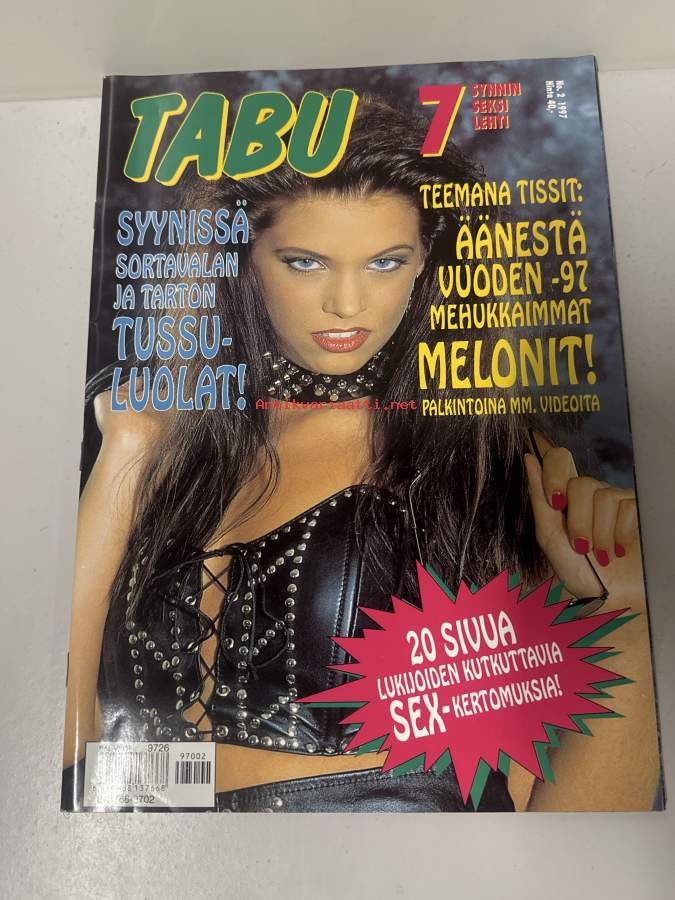 TABU
7
SYNNIN
SEKSI
LEHTI
No. 2 1997
Hinta 40,-
TEEMANA TISSIT:
ÄÄNESTÄ
VUODEN -97
MEHUKKAIMMAT
MELONIT!
PALKINTOINA MM. VIDEOITA
SYYNISSÄ
SORTAVALAN
JA TARTON
TUSSU-
LUOLAT!
Antikvariaatti.net
20 SIVUA
LUKIJOIDEN KUTKUTTAVIA
SEX-KERTOMUKSIA!
9726
97002